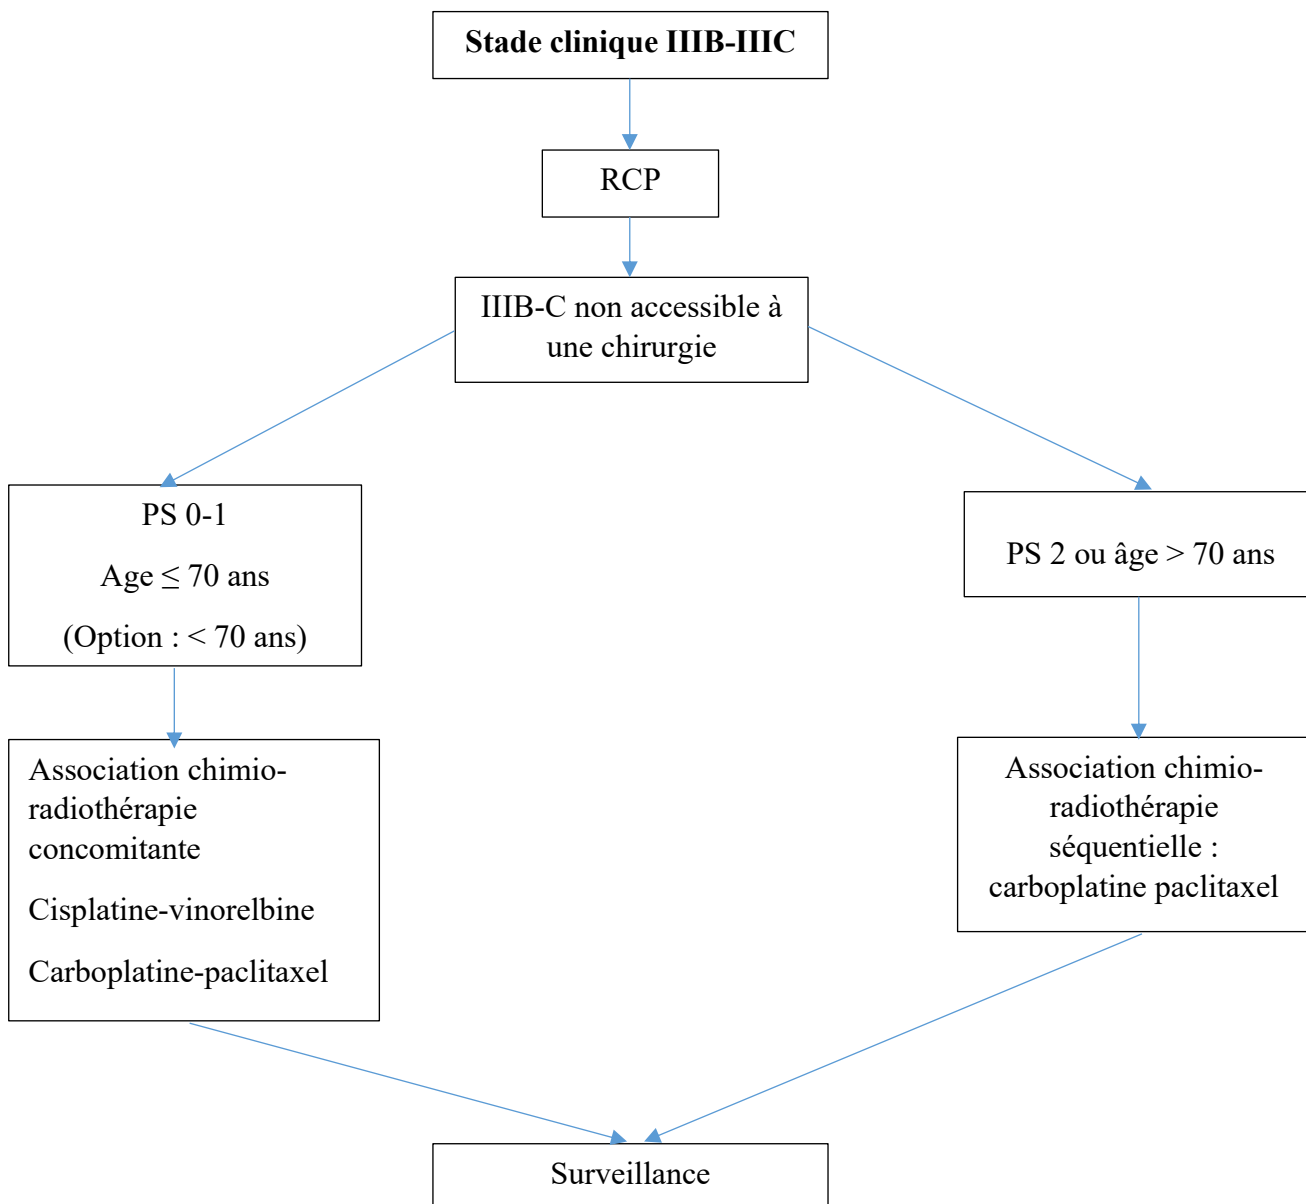 Stade clinique IIIB-IIIC
RCP
IIIB-C non accessible à
une chirurgie
PS 0-1
Age ≤ 70 ans
(Option : < 70 ans)
PS 2 ou âge > 70 ans
Association chimio-
radiothérapie
concomitante
Cisplatine-vinorelbine
Carboplatine-paclitaxel
Association chimio-
radiothérapie
séquentielle :
carboplatine paclitaxel
Surveillance